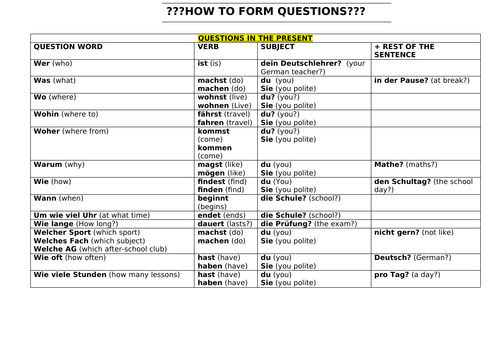 ???HOW TO FORM QUESTIONS???
QUESTIONS IN THE PRESENT
QUESTION WORD VERB SUBJECT + REST OF THE
SENTENCE
Wer (who) ist (is) dein Deutschlehrer? (your
German teacher?)
Was (what) machst (do) du (you) in der Pause? (at break?)
machen (do) Sie (you polite)
Wo (where) wohnst (live) du? (you?)
wohnen (Live) Sie (you polite)
Wohin (where to) fährst (travel) du? (you?)
fahren (travel) Sie (you polite)
Woher (where from) kommst du? (you?)
(come) Sie (you polite)
kommen
(come)
Warum (why) magst (like) du (you) Mathe? (maths?)
mögen (like) Sie (you polite)
Wie (how) findest (find) du (You) den Schultag? (the school
finden (find) Sie (you polite) day?)
Wann (when) beginnt die Schule? (school?)
(begins)
Um wie viel Uhr (at what time) endet (ends) die Schule? (school?)
Wie lange (How long?) dauert (lasts?) die Prüfung? (the exam?)
Welcher Sport (which sport) machst (do) du (you) nicht gern? (not like)
Welches Fach (which subject) machen (do) Sie (you polite)
Welche AG (which after-school club)
Wie oft (how often) hast (have) du (you) Deutsch? (German?)
haben (have) Sie (you polite)
Wie viele Stunden (how many lessons) hast (have) du (you) pro Tag? (a day?)
haben (have) Sie (you polite)